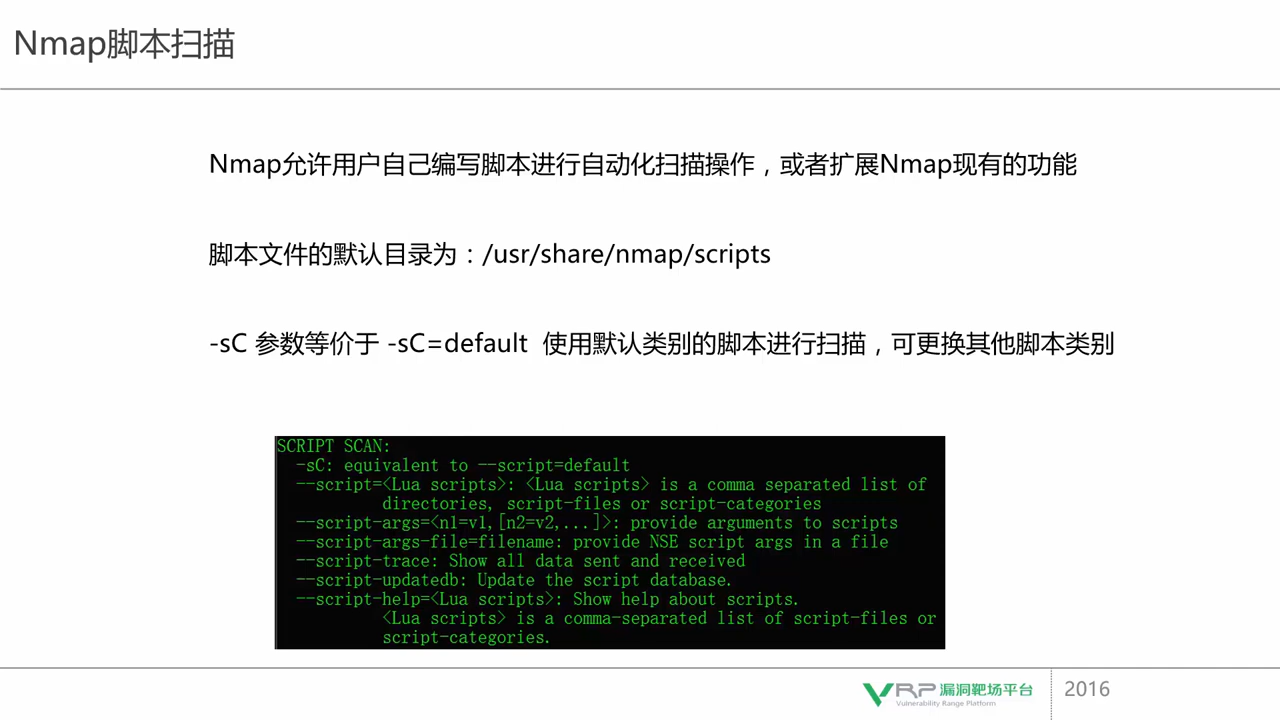 Nmap脚本扫描
Nmap允许用户自己编写脚本进行自动化扫描操作，或者扩展Nmap现有的功能
脚本文件的默认目录为：/usr/share/nmap/scripts
-sC 参数等价于 -sC=default 使用默认类别的脚本进行扫描，可更换其他脚本类别
SCRIPT SCAN:
-sC: equivalent to --script=default
--script=<Lua scripts>: <Lua scripts> is a comma separated list of
directories, script-files or script-categories
--script-args=<n1=v1,[n2=v2,...]>: provide arguments to scripts
--script-args-file=filename: provide NSE script args in a file
--script-trace: Show all data sent and received
--script-updatedb: Update the script database.
--script-help=<Lua scripts>: Show help about scripts.
<Lua scripts> is a comma-separated list of script-files or
script-categories.
VRP 漏洞靶场平台
Vulnerability Range Platform
2016